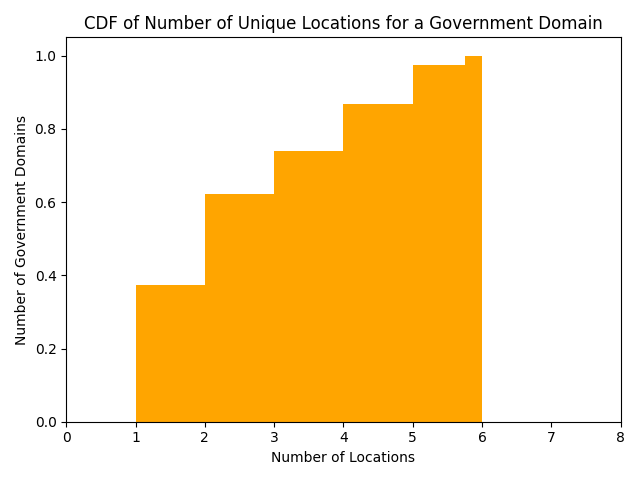 CDF of Number of Unique Locations for a Government Domain
1.0
0.8
0.6
0.4
0.2
0.0
Number of Government Domains
0 1 2 3 4 5 6 7 8
Number of Locations